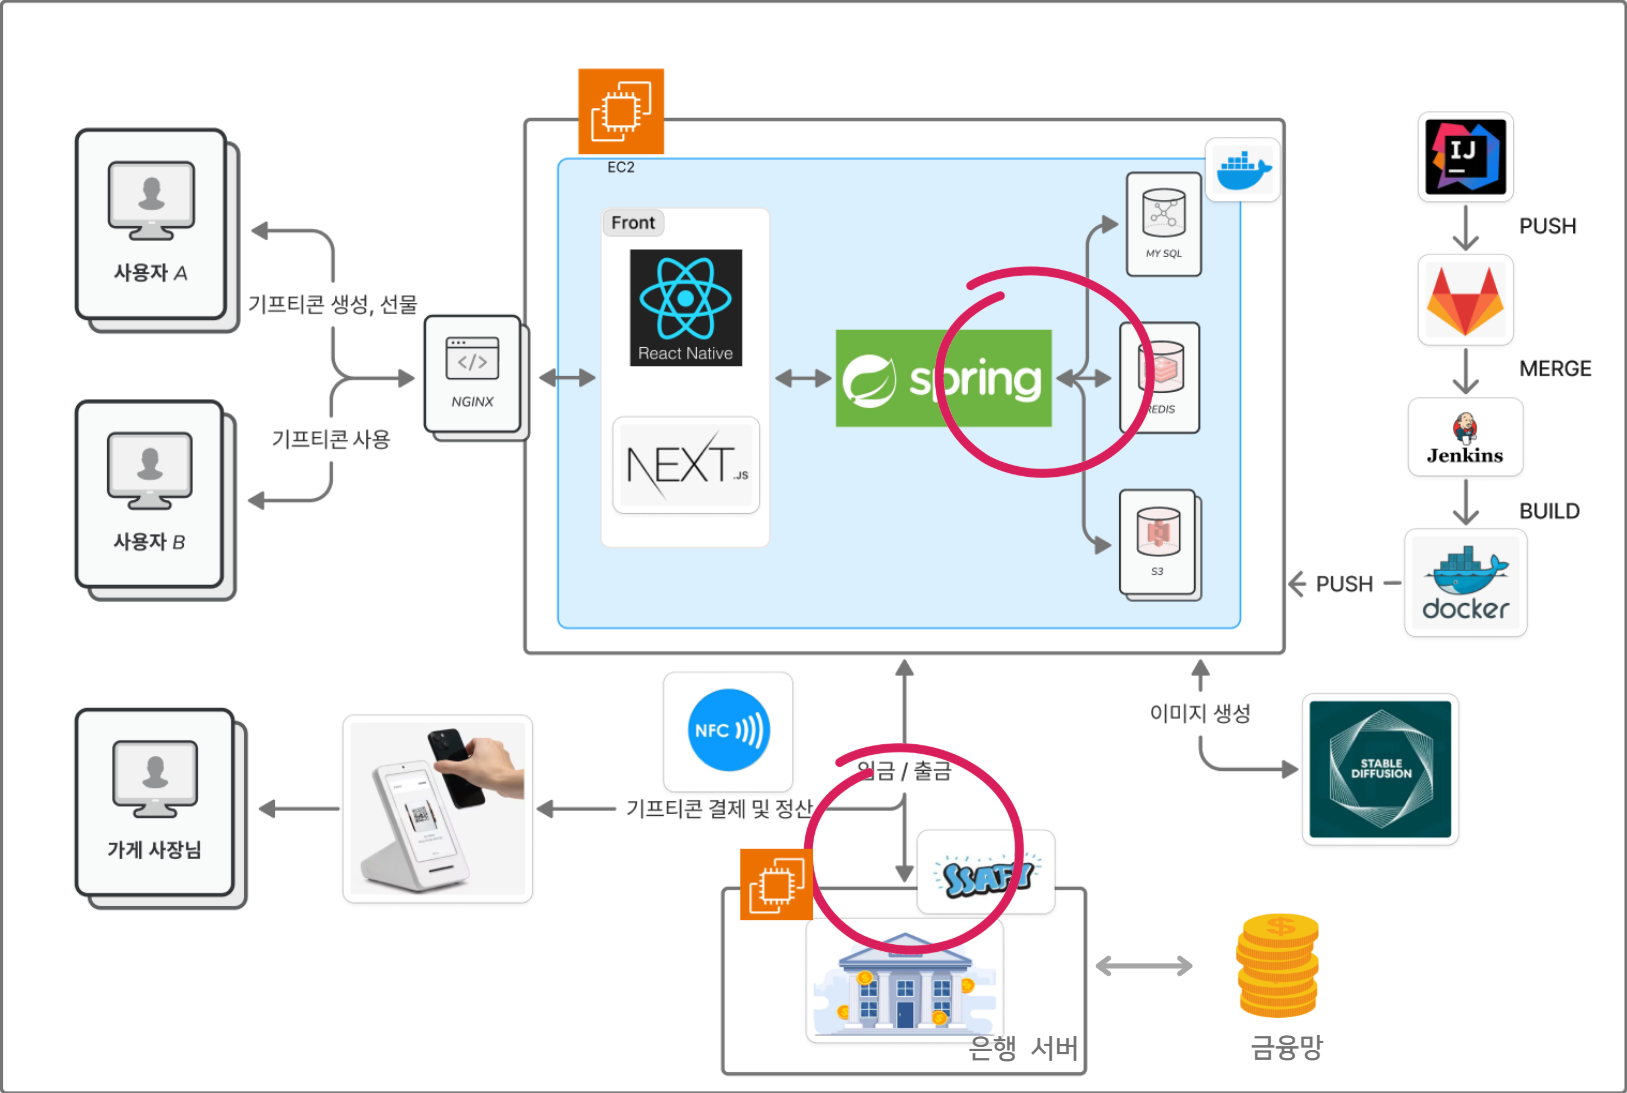 EC2
사용자 A
기프티콘 생성, 선물
NGINX
기프티콘 사용
사용자 B
Front
React Native
NEXT.JS
spring
MY SQL
REDIS
S3
IJ
PUSH
MERGE
Jenkins
BUILD
docker
PUSH
NFC
입금 / 출금
기프티콘 결제 및 정산
가게 사장님
이미지 생성
STABLE
DIFFUSION
SSAFY
은행 서버
$
금융망